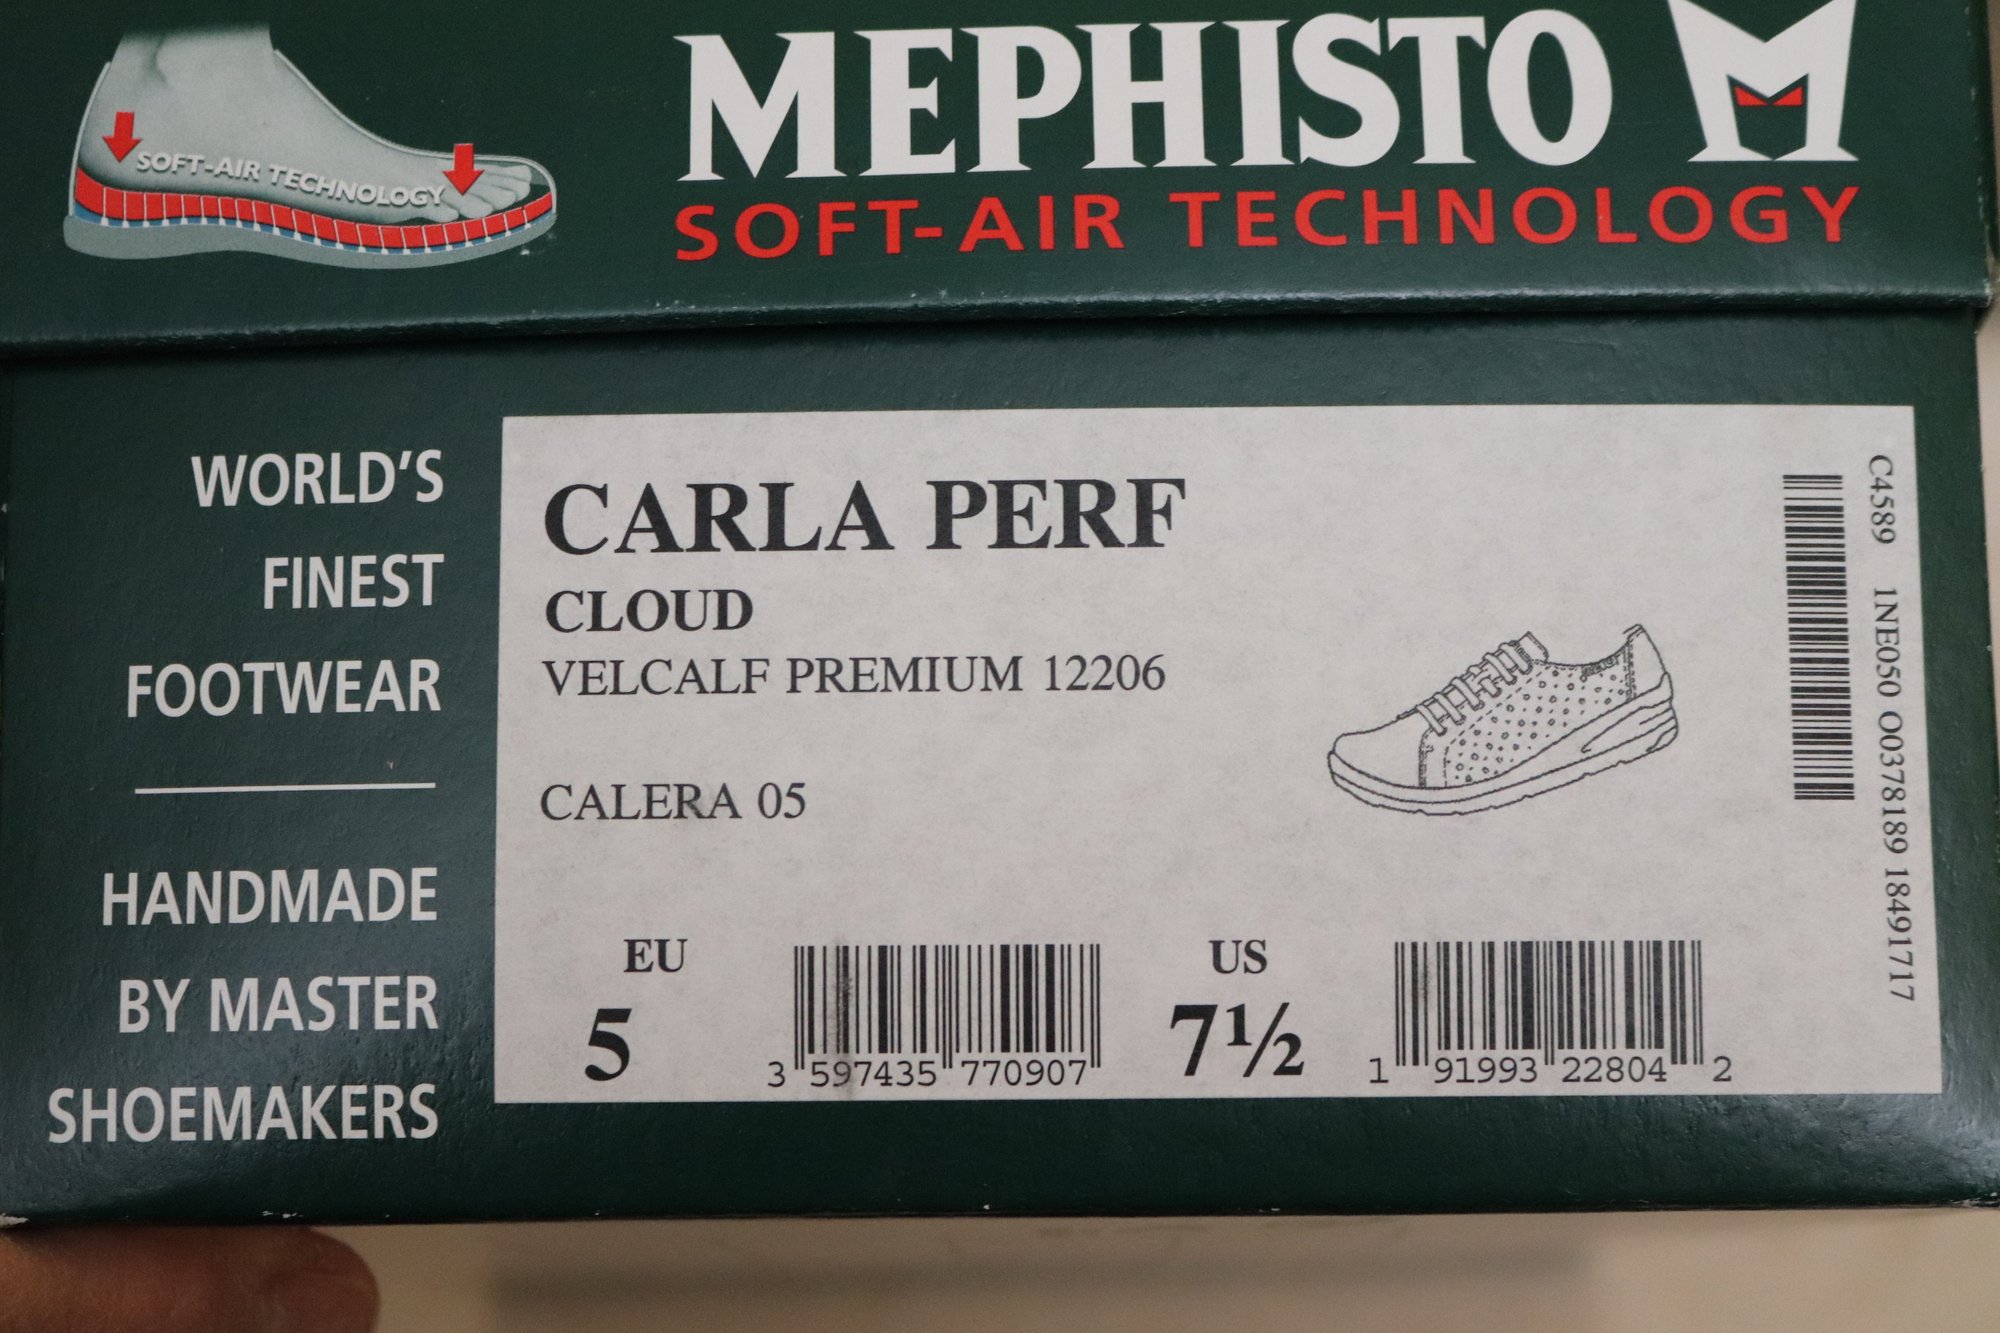 MEPHISTO
SOFT-AIR TECHNOLOGY
SOFT-AIR TECHNOLOGY
WORLD'S
FINEST
FOOTWEAR
HANDMADE
BY MASTER
SHOEMAKERS
CARLA PERF
CLOUD
VELCALF PREMIUM 12206
CALERA 05
EU
5
3 597435 770907
US
7½
1 91993 22804 2
C4589 1NE050 O0378189 18491717